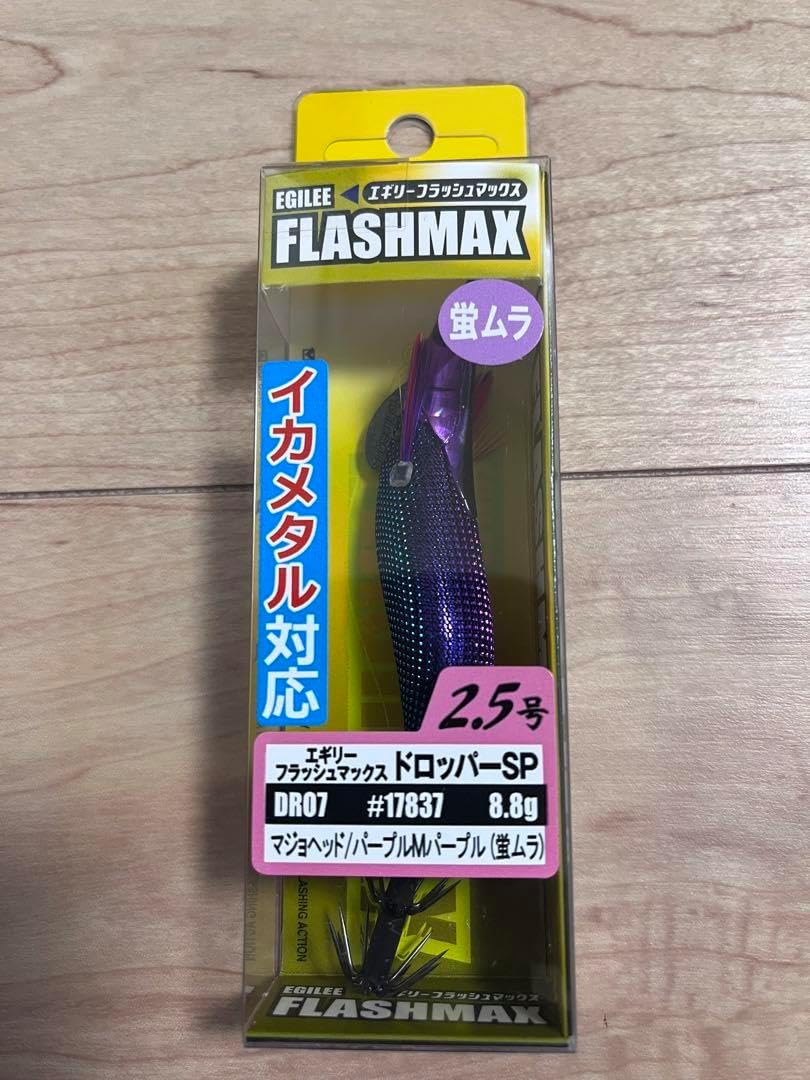 EGILEE エギリーフラッシュマックス
FLASHMAX
蛍ムラ
イカメタル対応
2.5号
エギリー
フラッシュマックス ドロッパーSP
DR07 #17837 8.8g
マジョヘッド/パープルMパープル(蛍ムラ)
LASHING ACTION
EGILEE エギリーフラッシュマックス
FLASHMAX